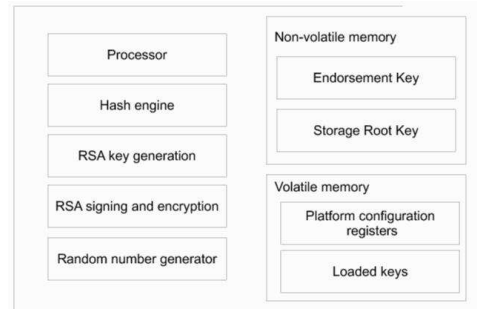 Processor
Hash engine
RSA key generation
RSA signing and encryption
Random number generator
Non-volatile memory
Endorsement Key
Storage Root Key
Volatile memory
Platform configuration
registers
Loaded keys